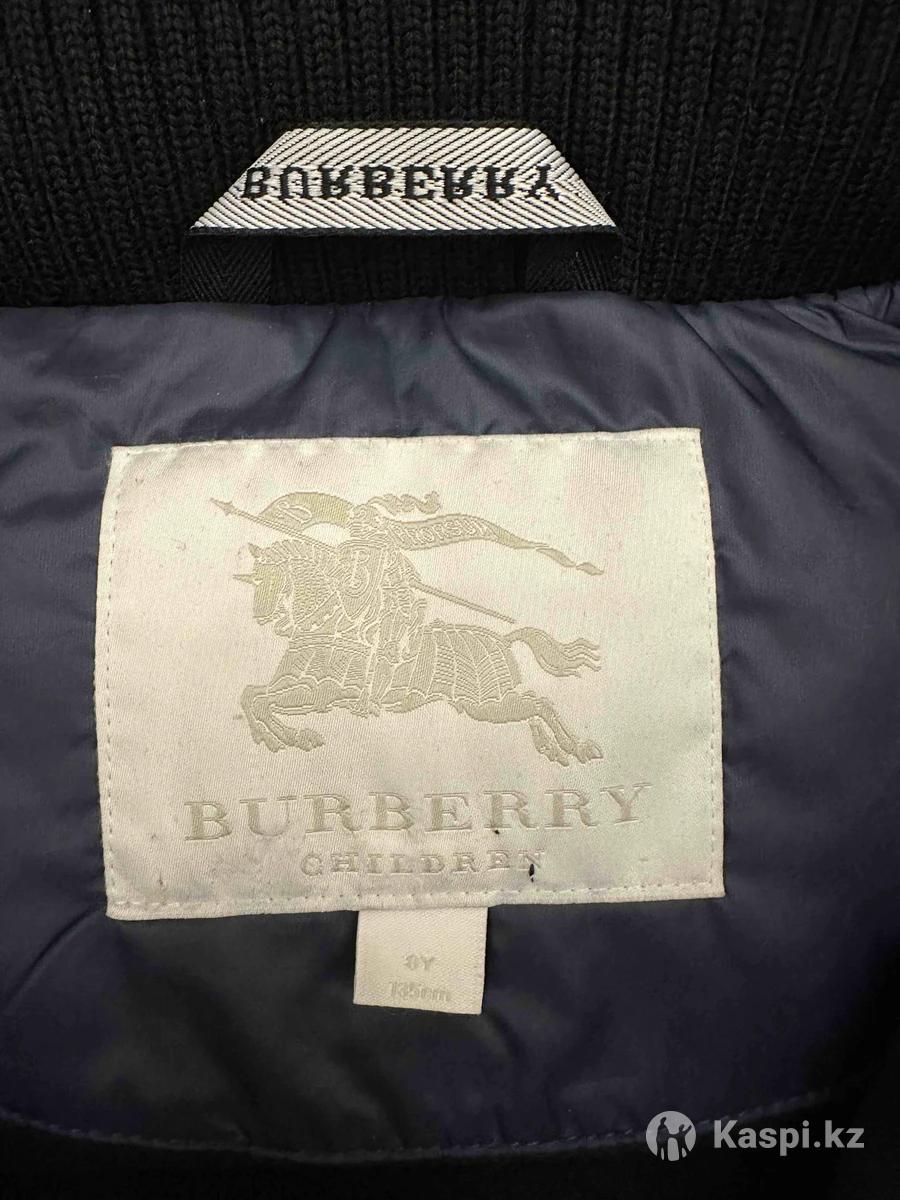 BURBERRY
PRORSUM
BURBERRY
CHILDREN
8Y
135cm
Kaspi.kz